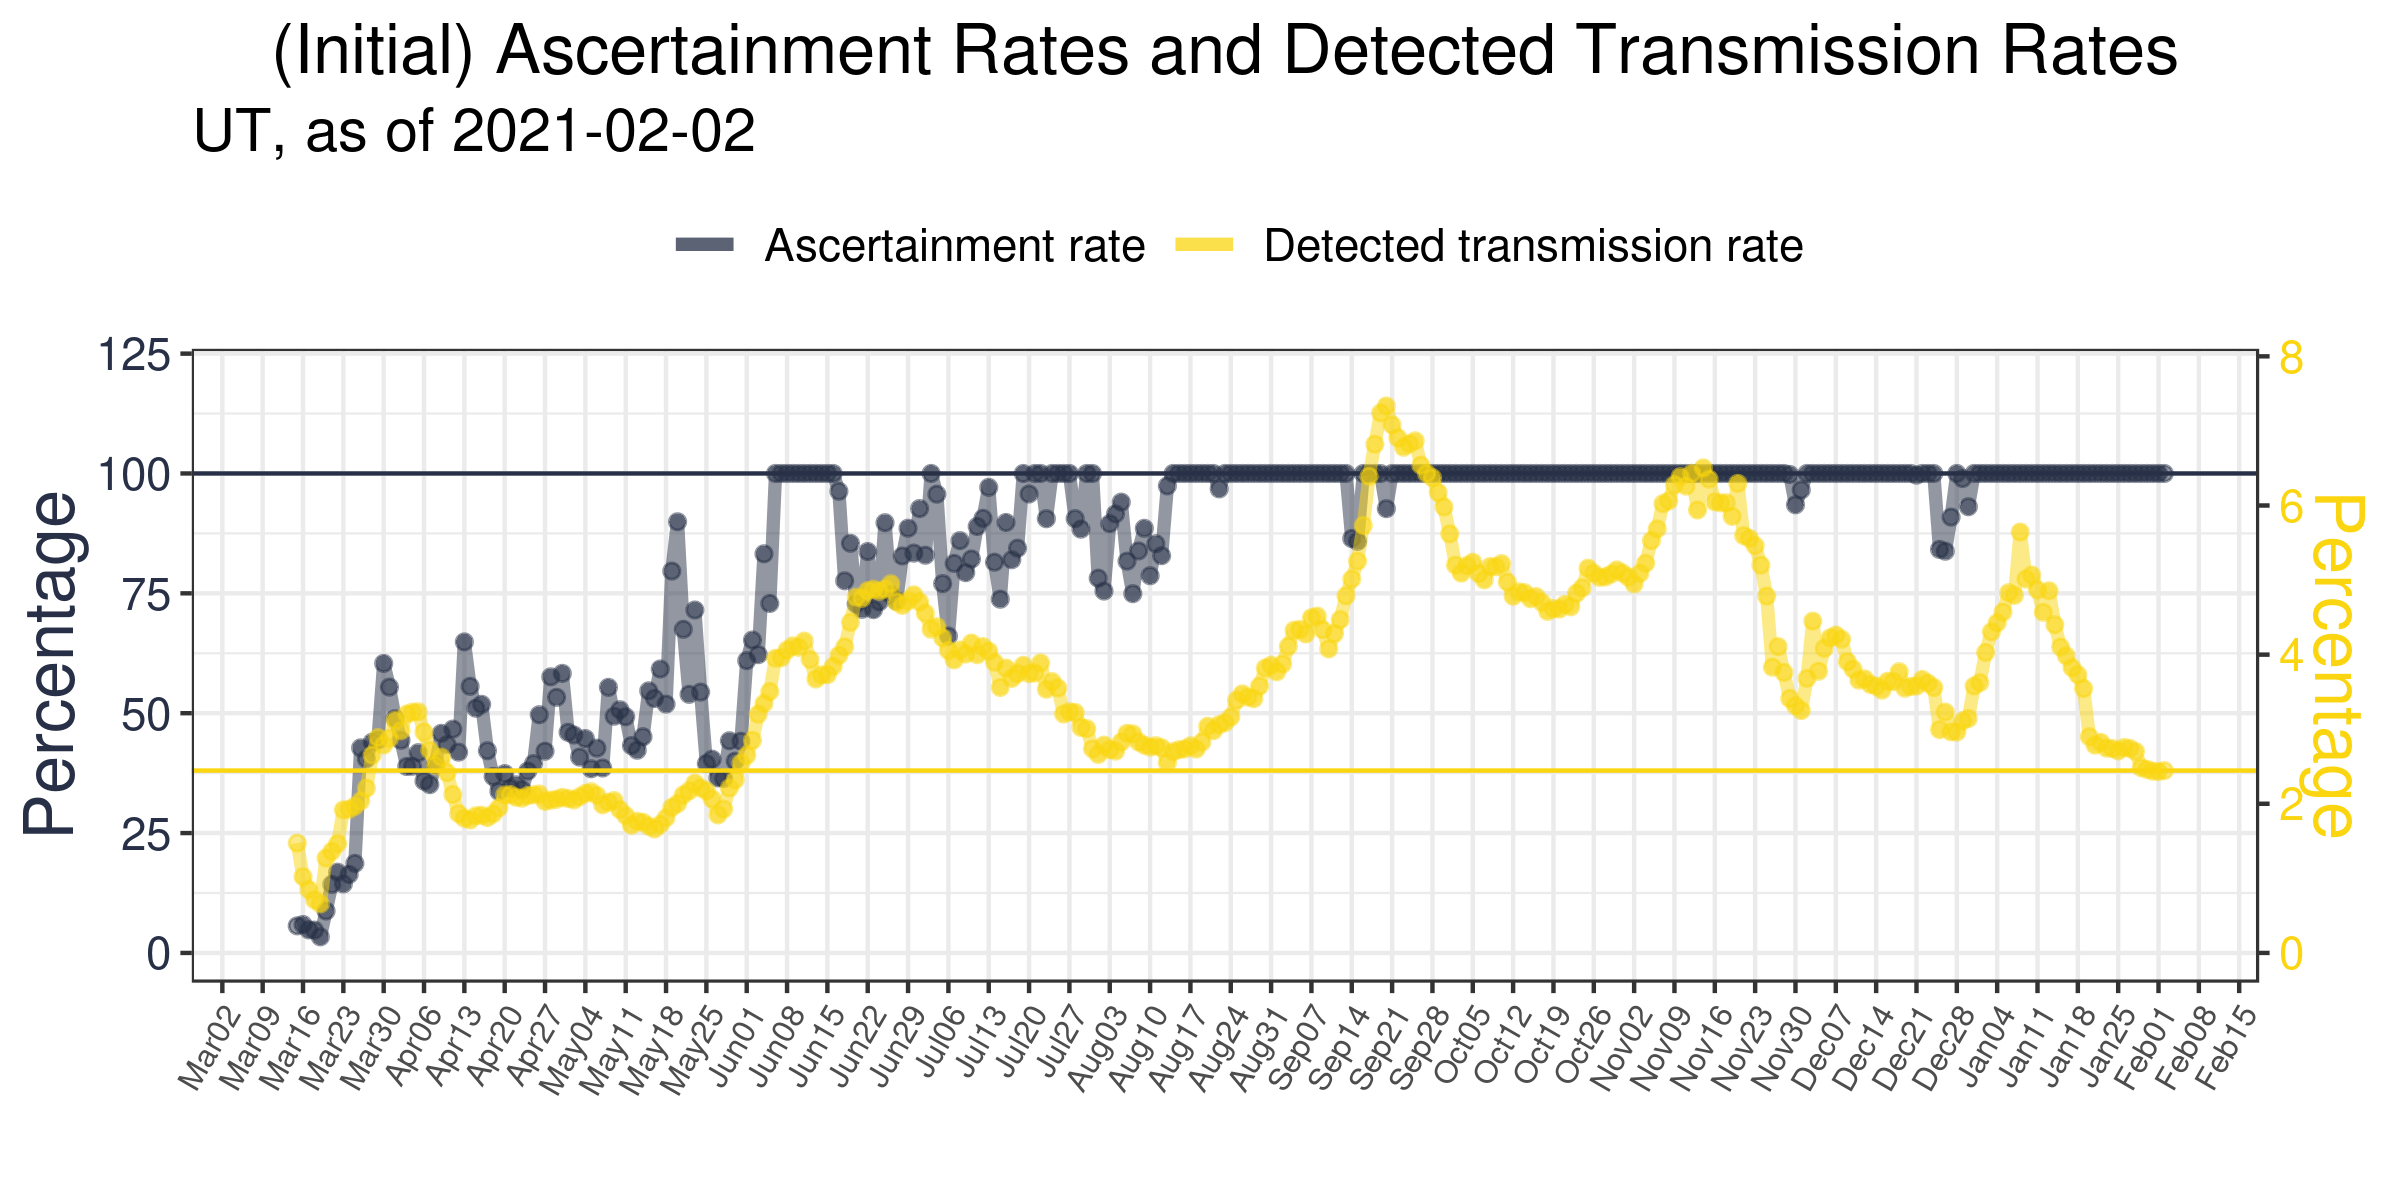 (Initial) Ascertainment Rates and Detected Transmission Rates
UT, as of 2021-02-02
Ascertainment rate
Detected transmission rate
Percentage
125
100
75
50
25
0
8
6
4
2
0
Percentage
Mar02
Mar09
Mar16
Mar23
Mar30
Apr06
Apr13
Apr20
Apr27
May04
May11
May18
May25
Jun01
Jun08
Jun15
Jun22
Jun29
Jul06
Jul13
Jul20
Jul27
Aug03
Aug10
Aug17
Aug24
Aug31
Sep07
Sep14
Sep21
Sep28
Oct05
Oct12
Oct19
Oct26
Nov02
Nov09
Nov16
Nov23
Nov30
Dec07
Dec14
Dec21
Dec28
Jan04
Jan11
Jan18
Jan25
Feb01
Feb08
Feb15